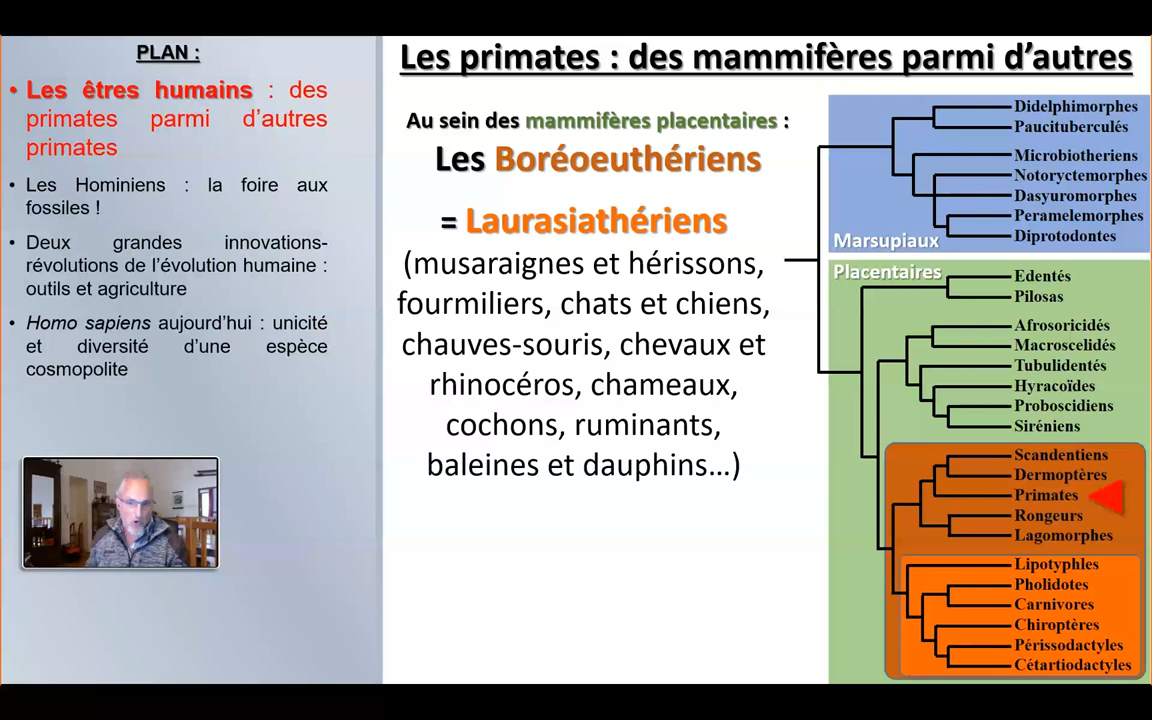 PLAN :
• Les êtres humains : des
primates parmi d’autres
primates
• Les Hominiens : la foire aux
fossiles !
• Deux grandes innovations-
révolutions de l’évolution humaine :
outils et agriculture
• Homo sapiens aujourd’hui : unicité
et diversité d’une espèce
cosmopolite
Les primates : des mammifères parmi d’autres
Au sein des mammifères placentaires :
Les Boréoeuthériens
= Laurasiathériens
(musaraignes et hérissons,
fourmiliers, chats et chiens,
chauves-souris, chevaux et
rhinocéros, chameaux,
cochons, ruminants,
baleines et dauphins…)
Didelphimorphes
Paucituberculés
Microbiotheriens
Notoryctemorphes
Dasyuromorphes
Peramelemorphes
Diprotodontes
Marsupiaux
Placentaires
Edentés
Pilosas
Afrosoricidés
Macroscelidés
Tubulidentés
Hyracoïdes
Proboscidiens
Siréniens
Scandentiens
Dermoptères
Primates
Rongeurs
Lagomorphes
Lipotyphles
Pholidotes
Carnivores
Chiroptères
Périssodactyles
Cétartiodactyles